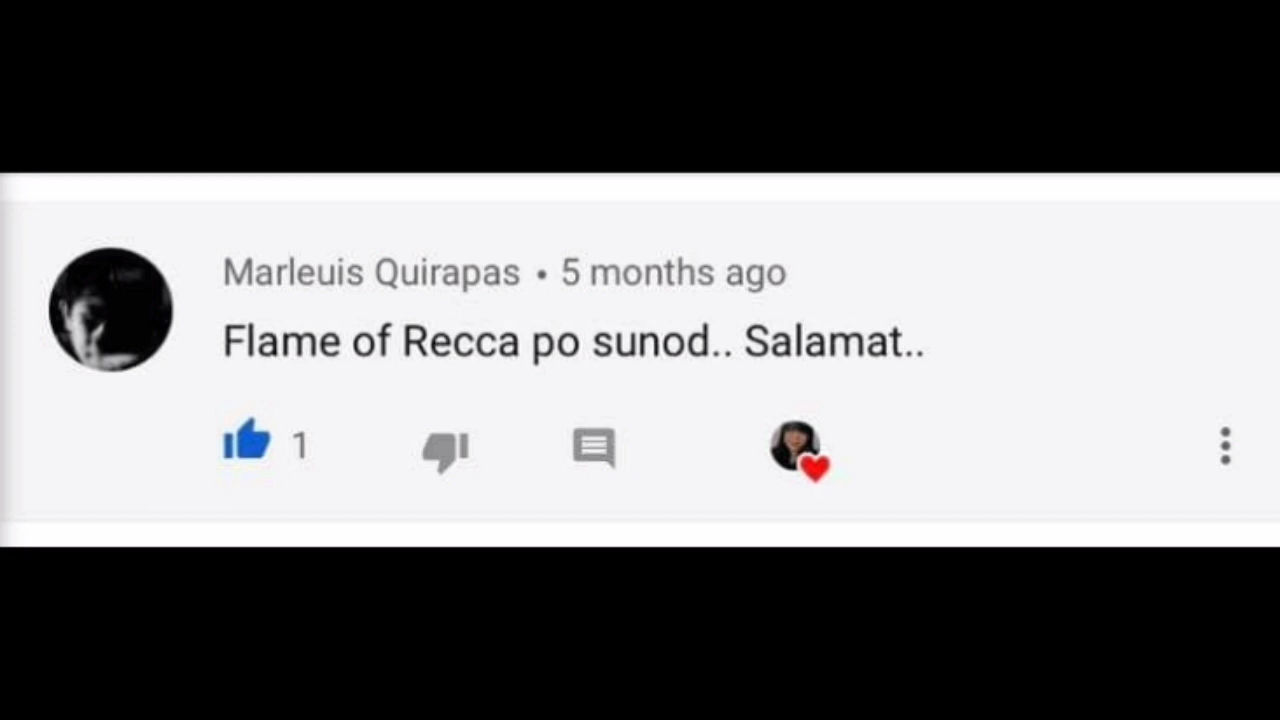 Marleuis Quirapas • 5 months ago
Flame of Recca po sunod.. Salamat..
1